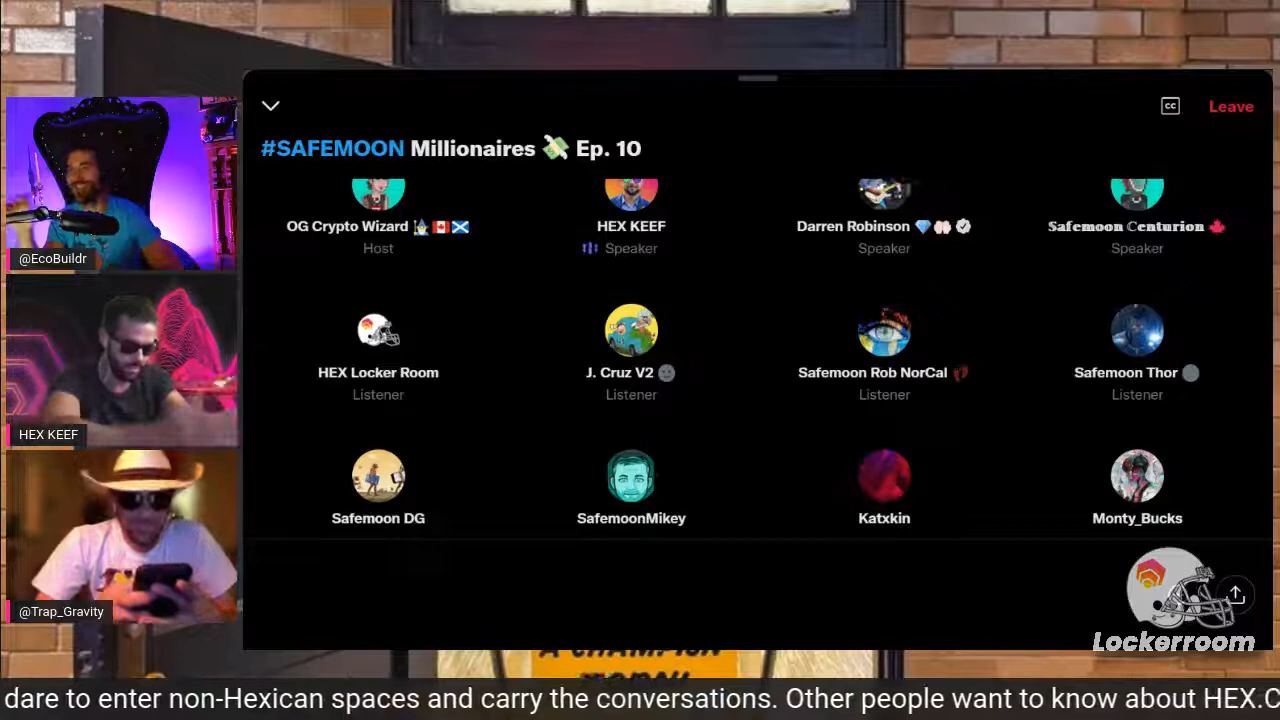 CC
Leave
#SAFEMOON Millionaires 💸 Ep. 10
OG Crypto Wizard 🧙‍♂️🇨🇦🏴󠁧󠁢󠁳󠁣󠁴󠁿
Host
HEX KEEF
Speaker
Darren Robinson 💎🤲🏻
Speaker
𝕾𝖆𝖋𝖊𝖒𝖔𝖔𝖓 ℂ𝖊𝖓𝖙𝖚𝖗𝖎𝖔𝖓 🍁
Speaker
@EcoBuildr
HEX Locker Room
Listener
J. Cruz V2 🌚
Listener
Safemoon Rob NorCal 👣
Listener
Safemoon Thor 🌑
Listener
HEX KEEF
Safemoon DG
SafemoonMikey
Katxkin
Monty_Bucks
@Trap_Gravity
Lockerroom
A CHAMPION
dare to enter non-Hexican spaces and carry the conversations. Other people want to know about HEX.C